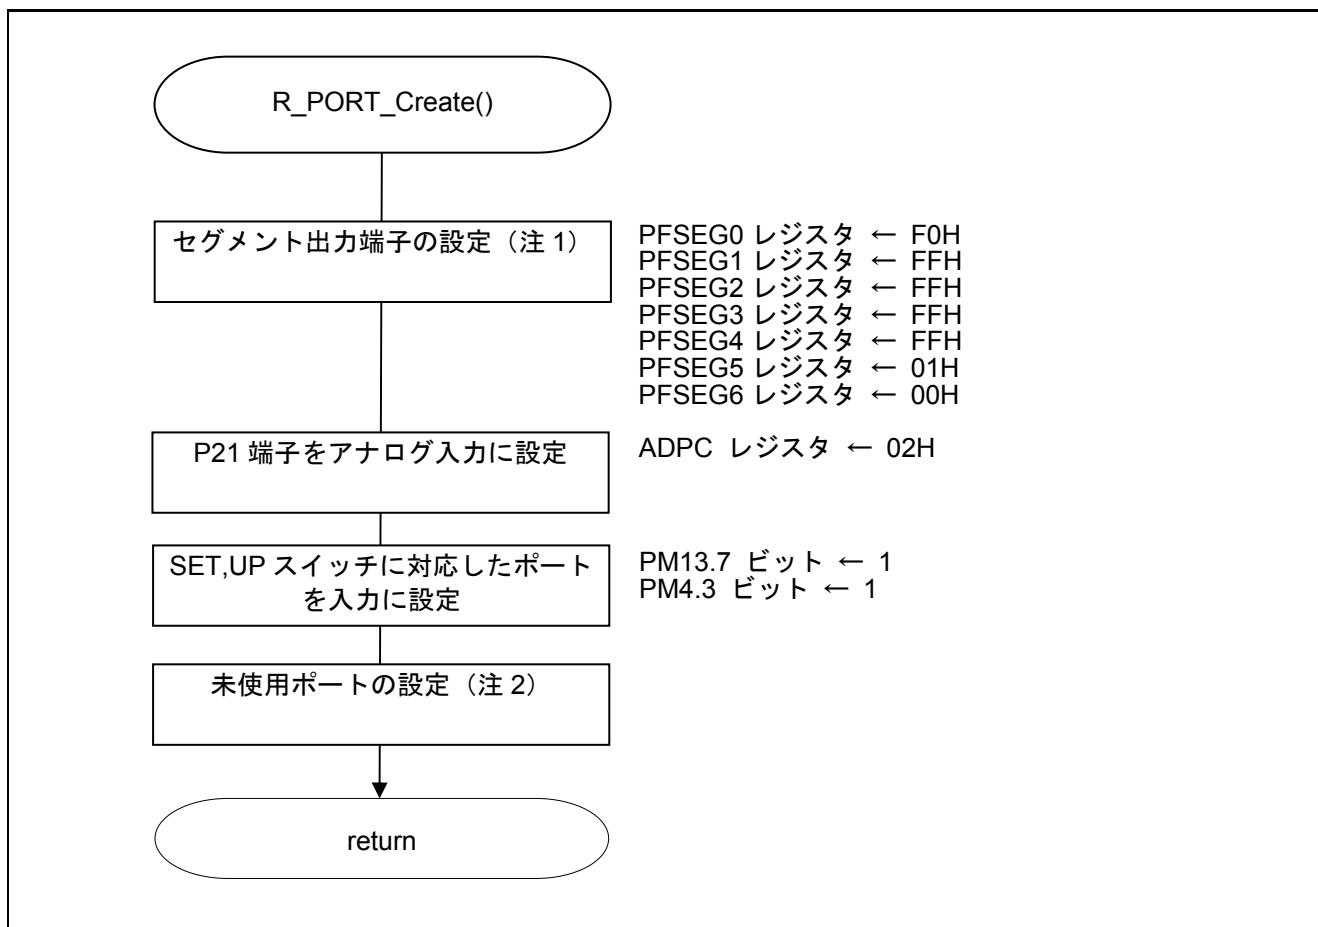 R_PORT_Create()
セグメント出力端子の設定（注 1）
PFSEG0 レジスタ ← F0H
PFSEG1 レジスタ ← FFH
PFSEG2 レジスタ ← FFH
PFSEG3 レジスタ ← FFH
PFSEG4 レジスタ ← FFH
PFSEG5 レジスタ ← 01H
PFSEG6 レジスタ ← 00H
P21 端子をアナログ入力に設定
ADPC レジスタ ← 02H
SET,UP スイッチに対応したポート
を入力に設定
PM13.7 ビット ← 1
PM4.3 ビット ← 1
未使用ポートの設定（注 2）
return